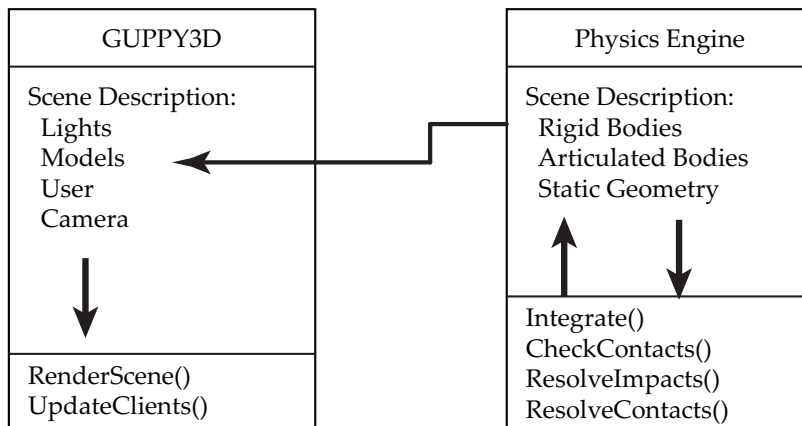 GUPPY3D
Scene Description:
Lights
Models
User
Camera
RenderScene()
UpdateClients()
Physics Engine
Scene Description:
Rigid Bodies
Articulated Bodies
Static Geometry
Integrate()
CheckContacts()
ResolveImpacts()
ResolveContacts()